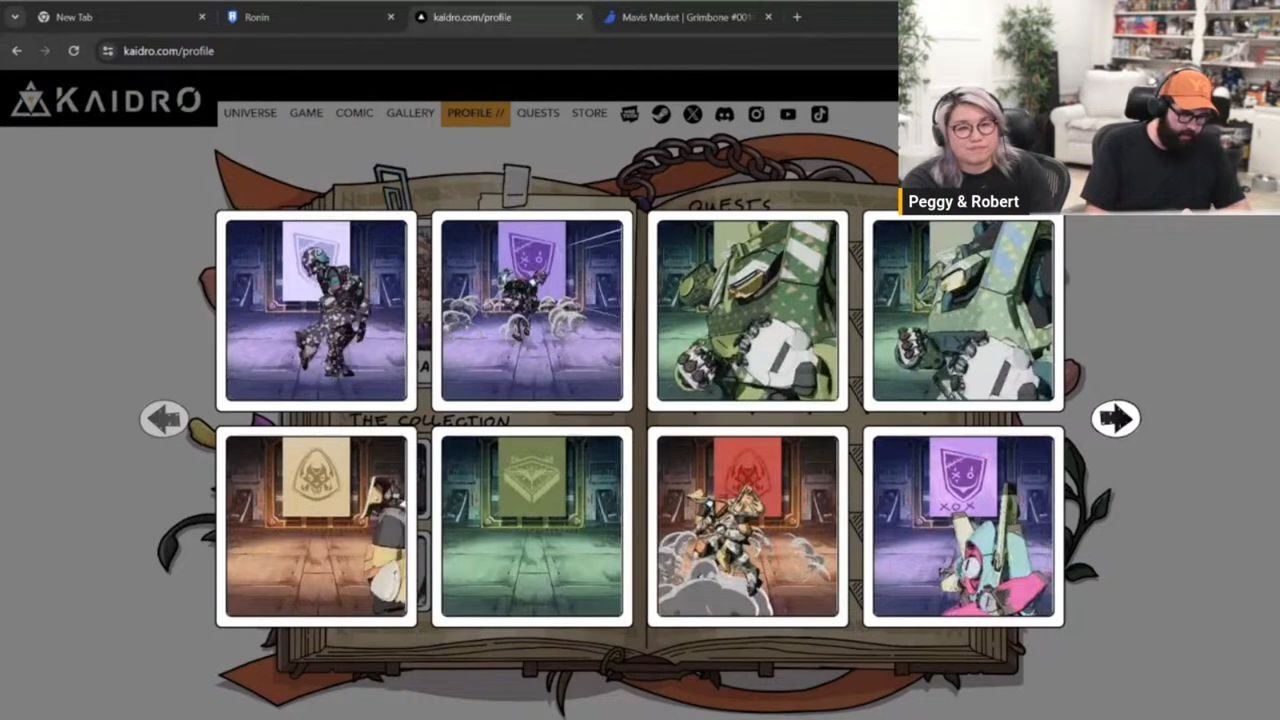 New Tab
Ronin
kaidro.com/profile
Mavis Market | Grimbone #001
kaidro.com/profile
KAIDRO
UNIVERSE
GAME
COMIC
GALLERY
PROFILE //
QUESTS
STORE
Peggy & Robert
QUESTS
THE COLLECTION
XOX